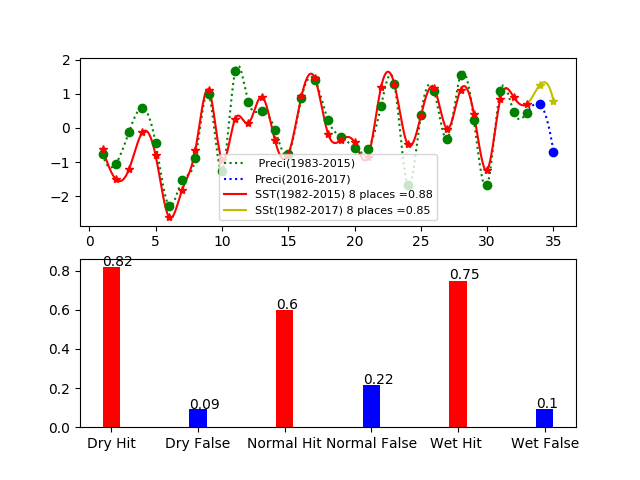 2
1
0
−1
−2
Preci(1983-2015)
Preci(2016-2017)
SST(1982-2015) 8 places =0.88
SSt(1982-2017) 8 places =0.85
0 5 10 15 20 25 30 35
0.8
0.6
0.4
0.2
0.0
0.82
0.09
0.6
0.22
0.75
0.1
Dry Hit Dry False Normal Hit Normal False Wet Hit Wet False